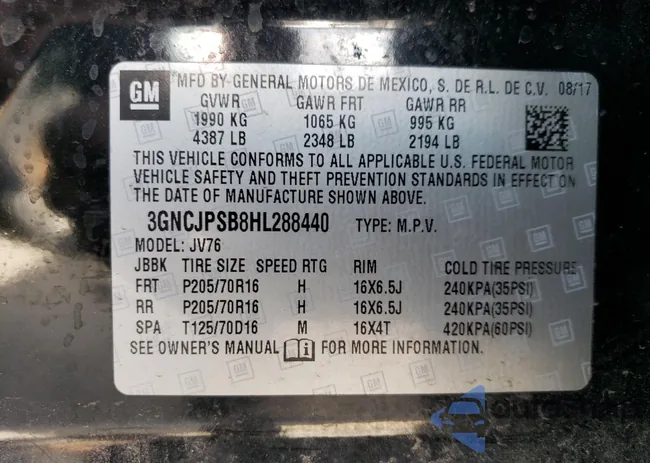 GM MFD BY GENERAL MOTORS DE MEXICO, S. DE R.L. DE C.V. 08/17
GVWR GAWR FRT GAWR RR
1990 KG 1065 KG 995 KG
4387 LB 2348 LB 2194 LB
THIS VEHICLE CONFORMS TO ALL APPLICABLE U.S. FEDERAL MOTOR
VEHICLE SAFETY AND THEFT PREVENTION STANDARDS IN EFFECT ON
THE DATE OF MANUFACTURE SHOWN ABOVE.
3GNCJPSB8HL288440 TYPE: M.P.V.
MODEL: JV76
JBBK TIRE SIZE SPEED RTG RIM COLD TIRE PRESSURE
FRT P205/70R16 H 16X6.5J 240KPA(35PSI)
RR P205/70R16 H 16X6.5J 240KPA(35PSI)
SPA T125/70D16 M 16X4T 420KPA(60PSI)
SEE OWNER'S MANUAL FOR MORE INFORMATION.